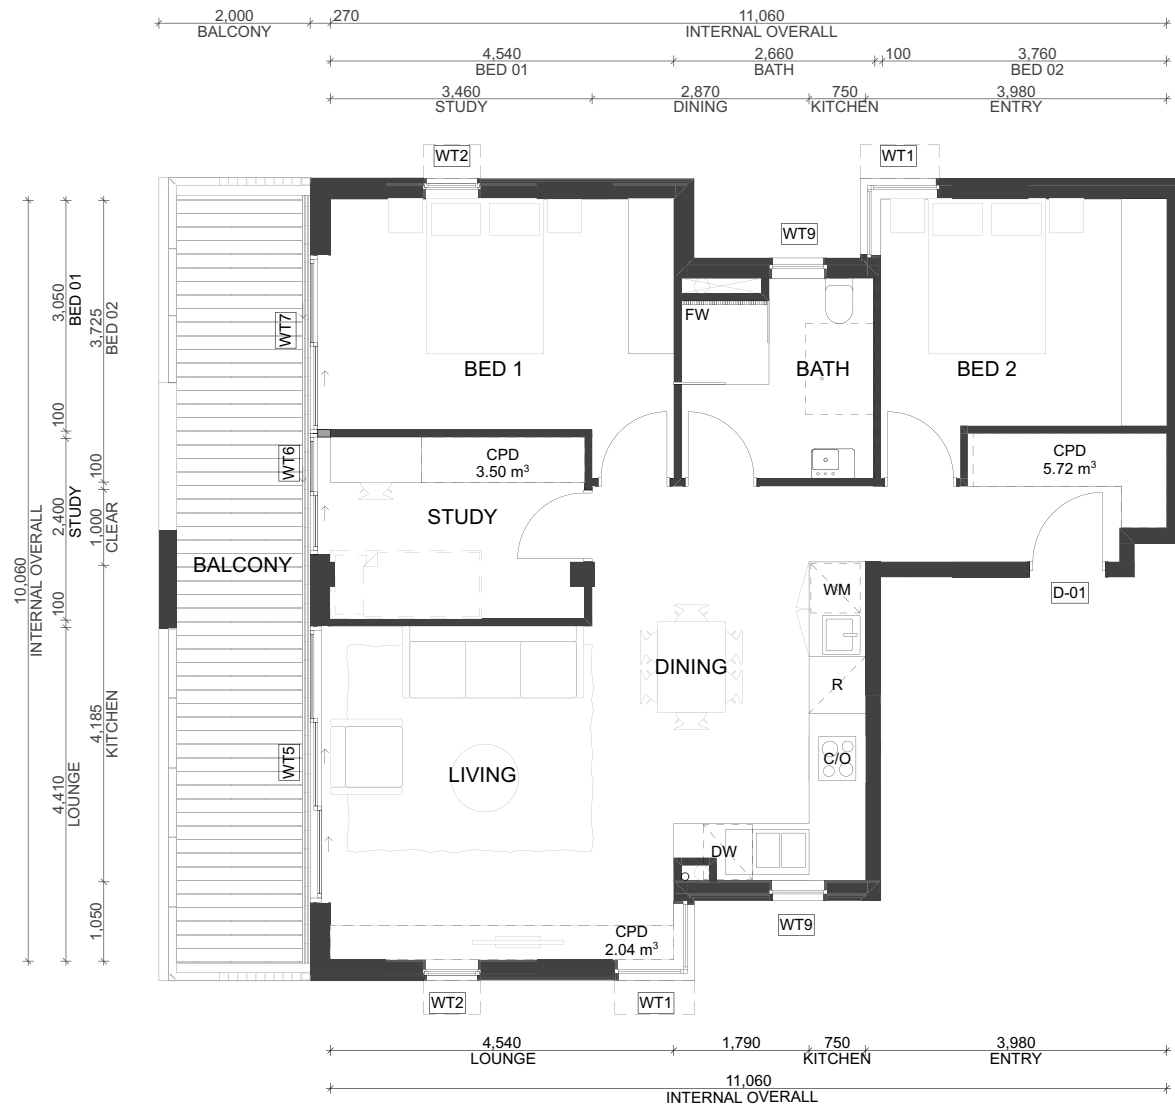 2,000
BALCONY
270
11,060
INTERNAL OVERALL
4,540
BED 01
2,660
BATH
100
3,760
BED 02
3,460
STUDY
2,870
DINING
750
KITCHEN
3,980
ENTRY
WT2
WT1
WT9
10,060
INTERNAL OVERALL
3,050
BED 01
100
2,400
STUDY
100
4,410
LOUNGE
3,725
BED 02
100
1,000
CLEAR
4,185
KITCHEN
1,050
WT7
FW
BED 1
BATH
BED 2
WT6
CPD
3.50 m³
CPD
5.72 m³
STUDY
BALCONY
WM
D-01
DINING
R
WT5
LIVING
C/O
DW
CPD
2.04 m³
WT9
WT2
WT1
4,540
LOUNGE
1,790
750
KITCHEN
3,980
ENTRY
11,060
INTERNAL OVERALL